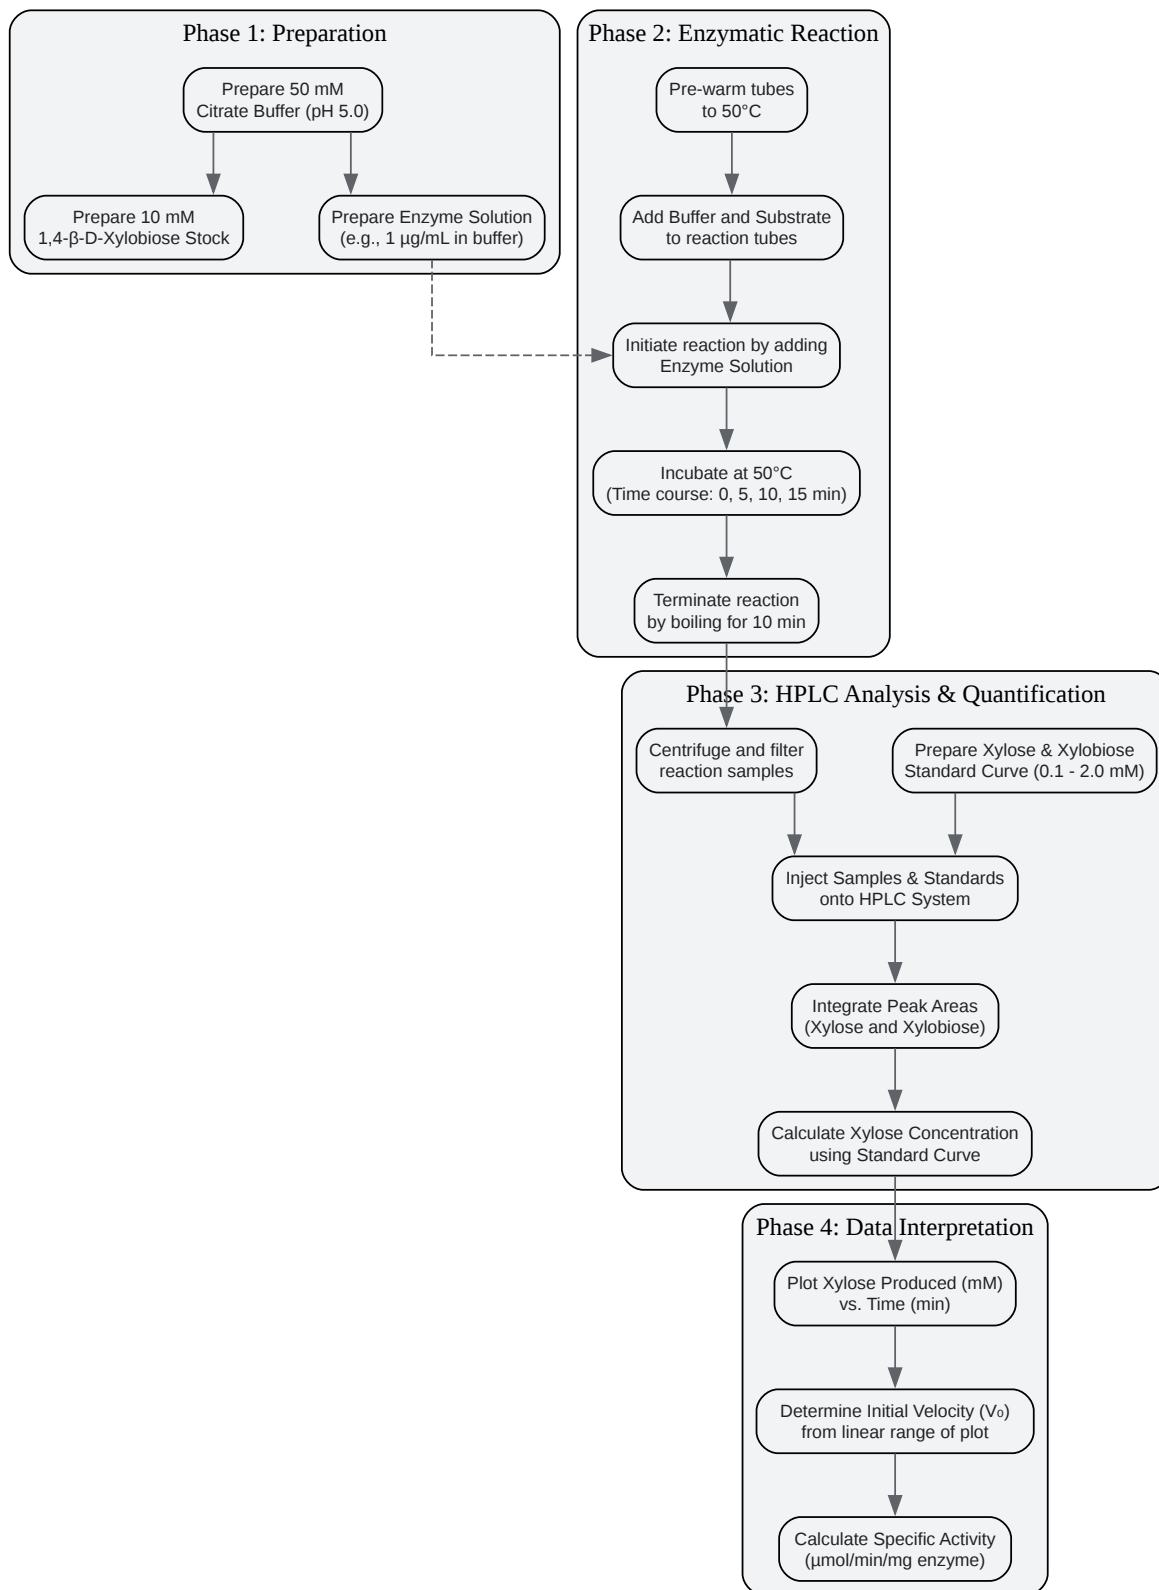 Phase 1: Preparation
Prepare 50 mM
Citrate Buffer (pH 5.0)
Prepare 10 mM
1,4-β-D-Xylobiose Stock
Prepare Enzyme Solution
(e.g., 1 µg/mL in buffer)
Phase 2: Enzymatic Reaction
Pre-warm tubes
to 50°C
Add Buffer and Substrate
to reaction tubes
Initiate reaction by adding
Enzyme Solution
Incubate at 50°C
(Time course: 0, 5, 10, 15 min)
Terminate reaction
by boiling for 10 min
Phase 3: HPLC Analysis & Quantification
Centrifuge and filter
reaction samples
Prepare Xylose & Xylobiose
Standard Curve (0.1 - 2.0 mM)
Inject Samples & Standards
onto HPLC System
Integrate Peak Areas
(Xylose and Xylobiose)
Calculate Xylose Concentration
using Standard Curve
Phase 4: Data Interpretation
Plot Xylose Produced (mM)
vs. Time (min)
Determine Initial Velocity (V₀)
from linear range of plot
Calculate Specific Activity
(µmol/min/mg enzyme)